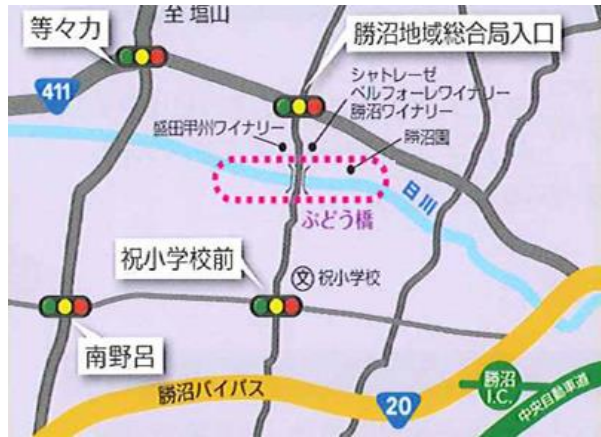 至 塩山
等々力
勝沼地域総合局入口
411
シャトレーゼ
ベルフォーレワイナリー
勝沼ワイナリー
盛田甲州ワイナリー
勝沼園
日川
ぶどう橋
祝小学校前
文 祝小学校
南野呂
勝沼バイパス
20
勝沼
I.C.
中央自動車道